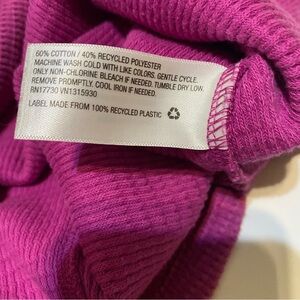 60% COTTON / 40% RECYCLED POLYESTER
MACHINE WASH COLD WITH LIKE COLORS. GENTLE CYCLE.
ONLY NON-CHLORINE BLEACH IF NEEDED. TUMBLE DRY LOW.
REMOVE PROMPTLY. COOL IRON IF NEEDED.
RN17730 VN1315930
LABEL MADE FROM 100% RECYCLED PLASTIC